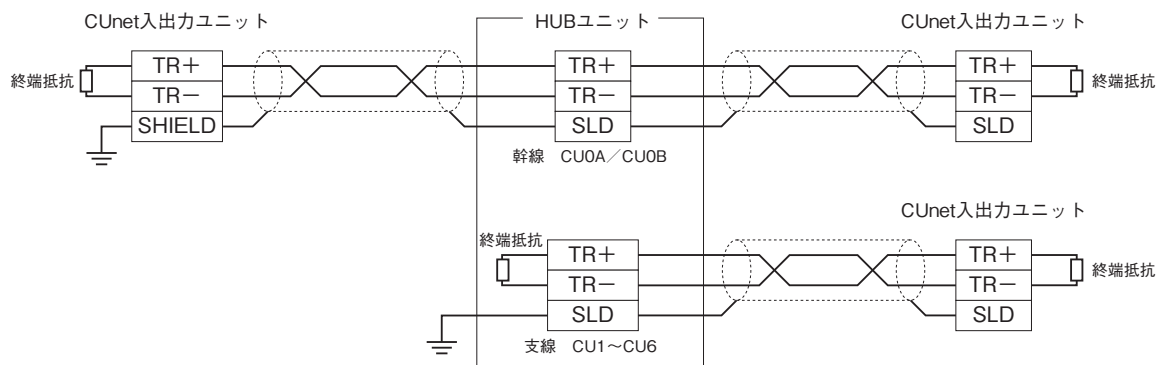 CUnet入出力ユニット
HUBユニット
CUnet入出力ユニット
終端抵抗
TR＋
TR－
SHIELD
TR＋
TR－
SLD
TR＋
TR－
SLD
終端抵抗
幹線　CU0A／CU0B
CUnet入出力ユニット
終端抵抗
TR＋
TR－
SLD
TR＋
TR－
SLD
終端抵抗
支線　CU1～CU6